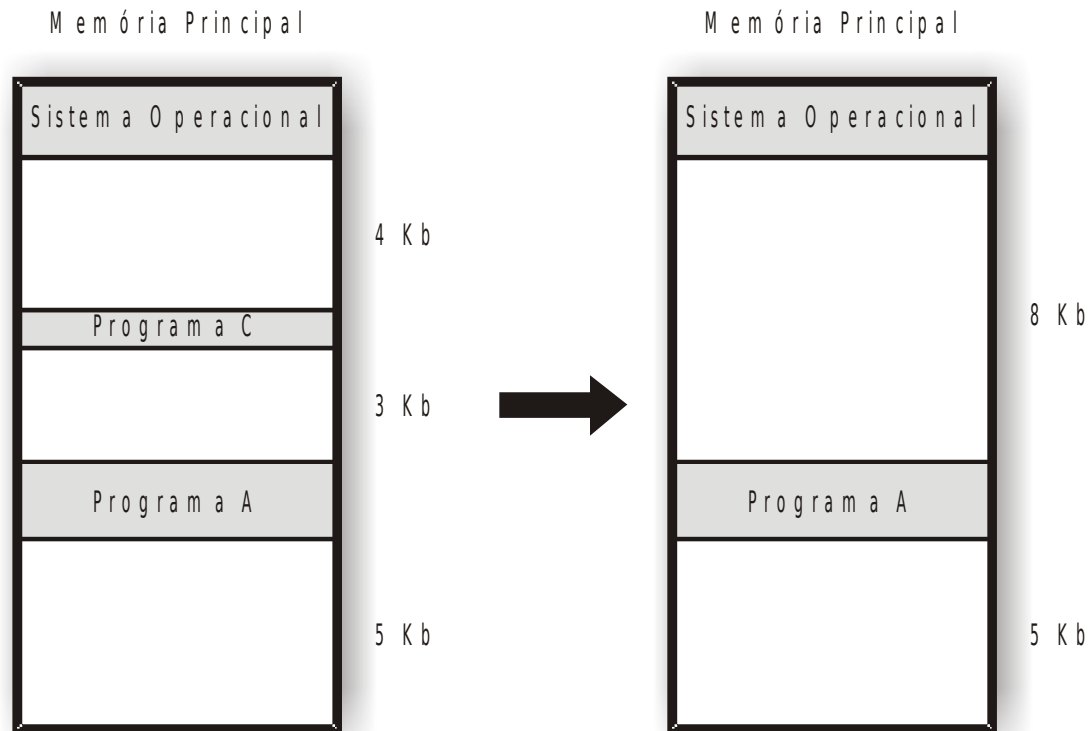 Memória Principal
Sistema Operacional
4 Kb
Programa C
3 Kb
Programa A
5 Kb
Memória Principal
Sistema Operacional
8 Kb
Programa A
5 Kb